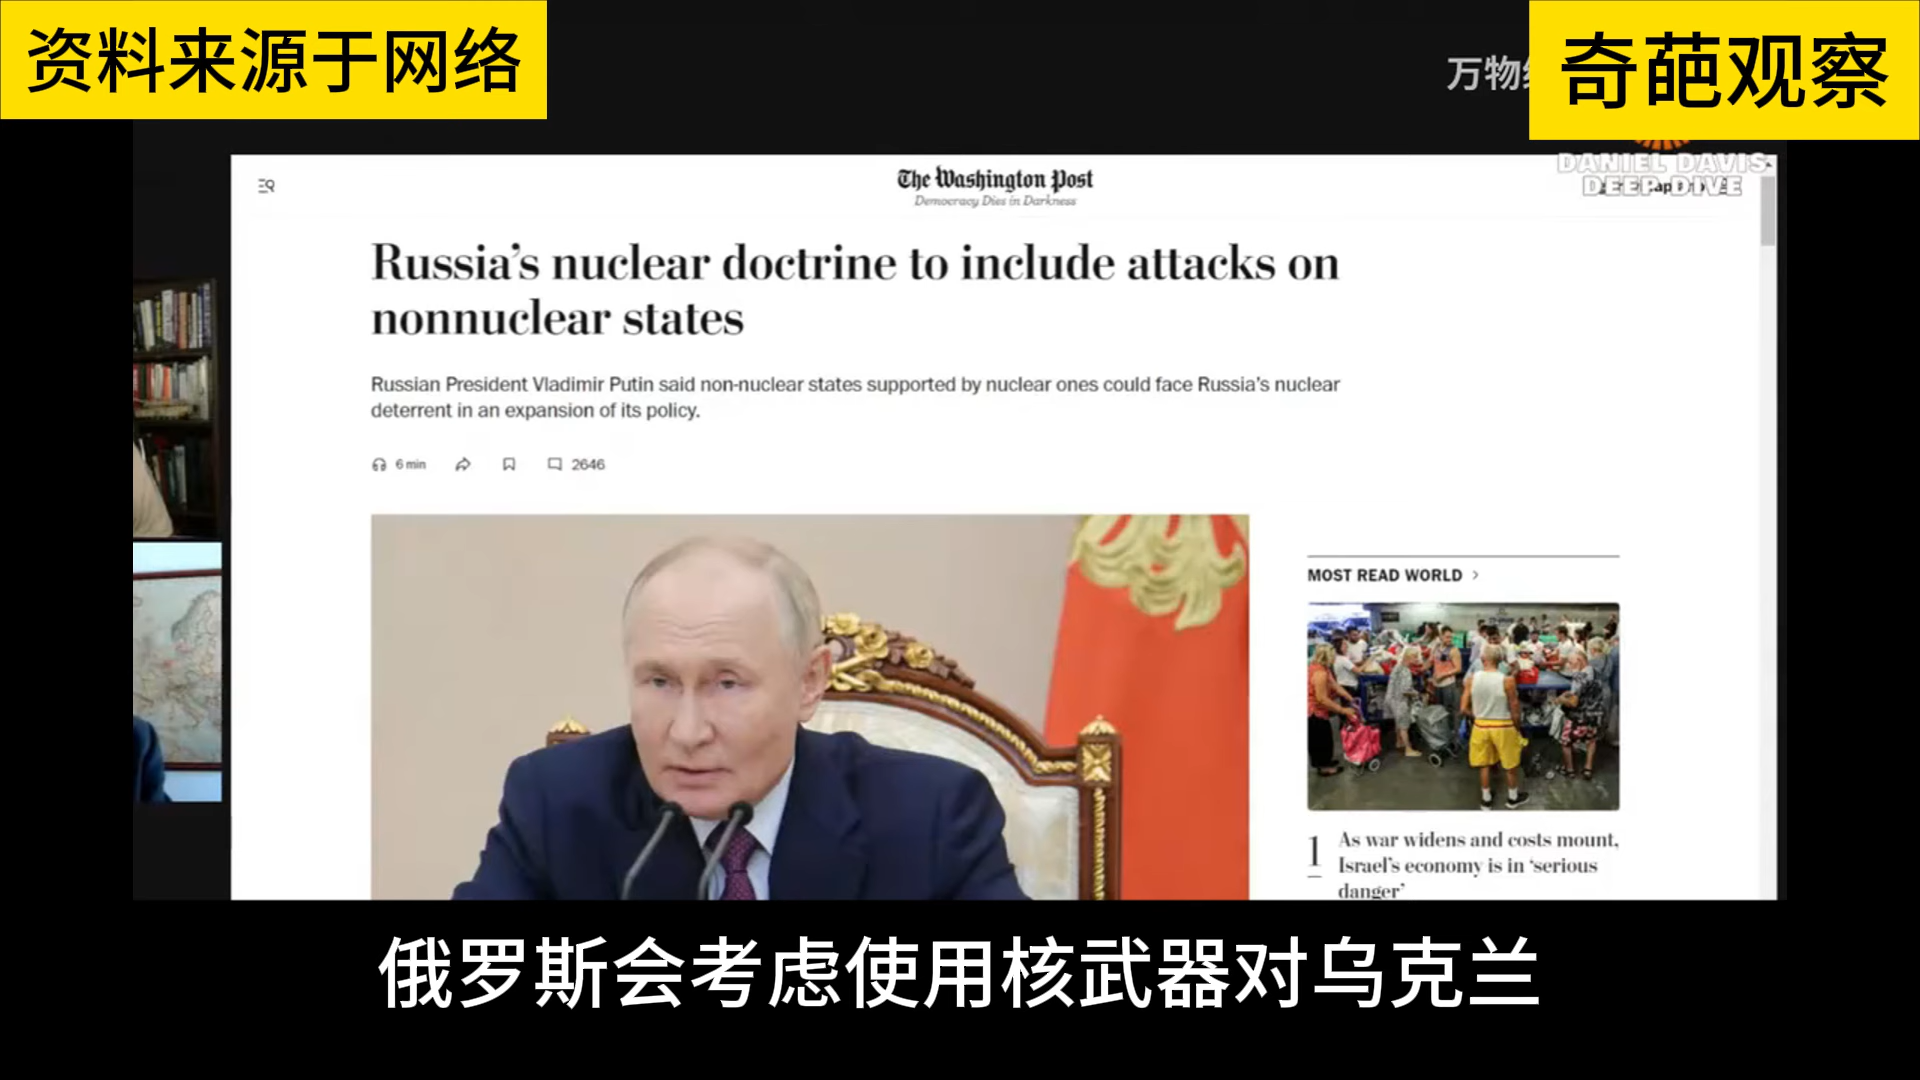 资料来源于网络
万物
奇葩观察
DANIEL DAVIS
DEEP DIVE
The Washington Post
Democracy Dies in Darkness
Russia's nuclear doctrine to include attacks on
nonnuclear states
Russian President Vladimir Putin said non-nuclear states supported by nuclear ones could face Russia's nuclear
deterrent in an expansion of its policy.
6 min
2646
MOST READ WORLD >
1
As war widens and costs mount,
Israel's economy is in 'serious
danger'
俄罗斯会考虑使用核武器对乌克兰